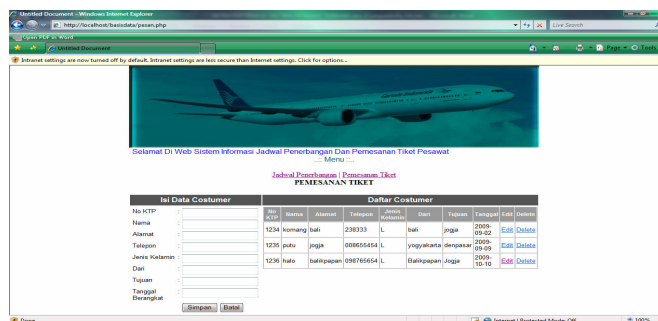 Untitled Document - Windows Internet Explorer
http://localhost/basisdata/pesan.php
Live Search
Open PDF in Word
Untitled Document
Page
Tools
Intranet settings are now turned off by default. Intranet settings are less secure than Internet settings. Click for options...
Garuda Indonesia
Selamat Di Web Sistem Informasi Jadwal Penerbangan Dan Pemesanan Tiket Pesawat
..:: Menu ::..
Jadwal Penerbangan | Pemesanan Tiket
PEMESANAN TIKET
Isi Data Costumer
No KTP :
Nama :
Alamat :
Telepon :
Jenis Kelamin :
Dari :
Tujuan :
Tanggal Berangkat :
Simpan Batal
Daftar Costumer
No KTP Nama Alamat Telepon Jenis Kelamin Dari Tujuan Tanggal Edit Delete
1234 komang bali 238333 L bali jogja 2009-09-02 Edit Delete
1235 putu jogja 008655454 L yogyakarta denpasar 2009-09-09 Edit Delete
1236 halo balikpapan 098765654 L Balikpapan Jogja 2009-10-10 Edit Delete
Done
Internet | Protected Mode: Off
100%